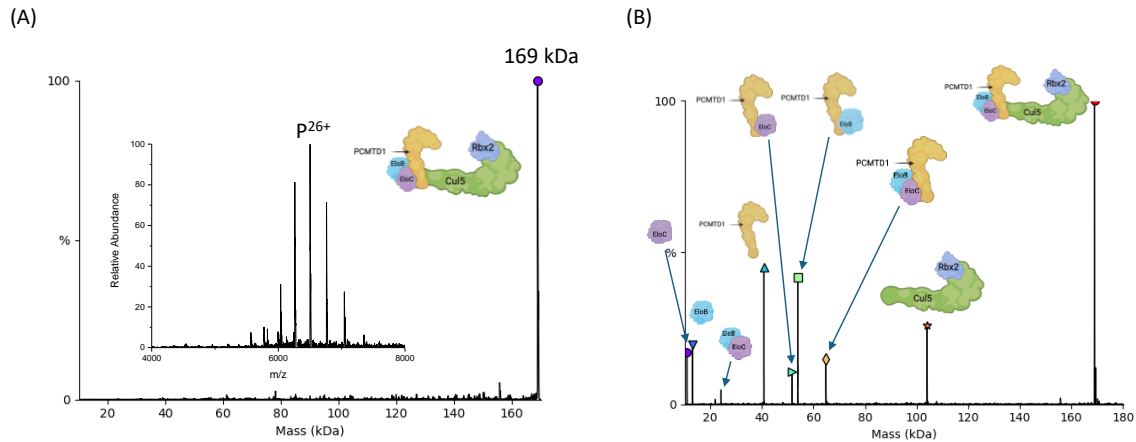 (A)
(B)
169 kDa
100
%
0
20
40
60
80
100
120
140
160
Mass (kDa)
P26+
100
80
60
40
20
0
Relative Abundance
4000
6000
8000
m/z
PCMTD1
EloB
EloC
Cul5
Rbx2
100
%
0
20
40
60
80
100
120
140
160
180
Mass (kDa)
PCMTD1
EloC
PCMTD1
EloB
PCMTD1
EloB
EloC
Cul5
Rbx2
PCMTD1
EloB
EloC
EloC
PCMTD1
EloB
EloB
EloC
Rbx2
Cul5